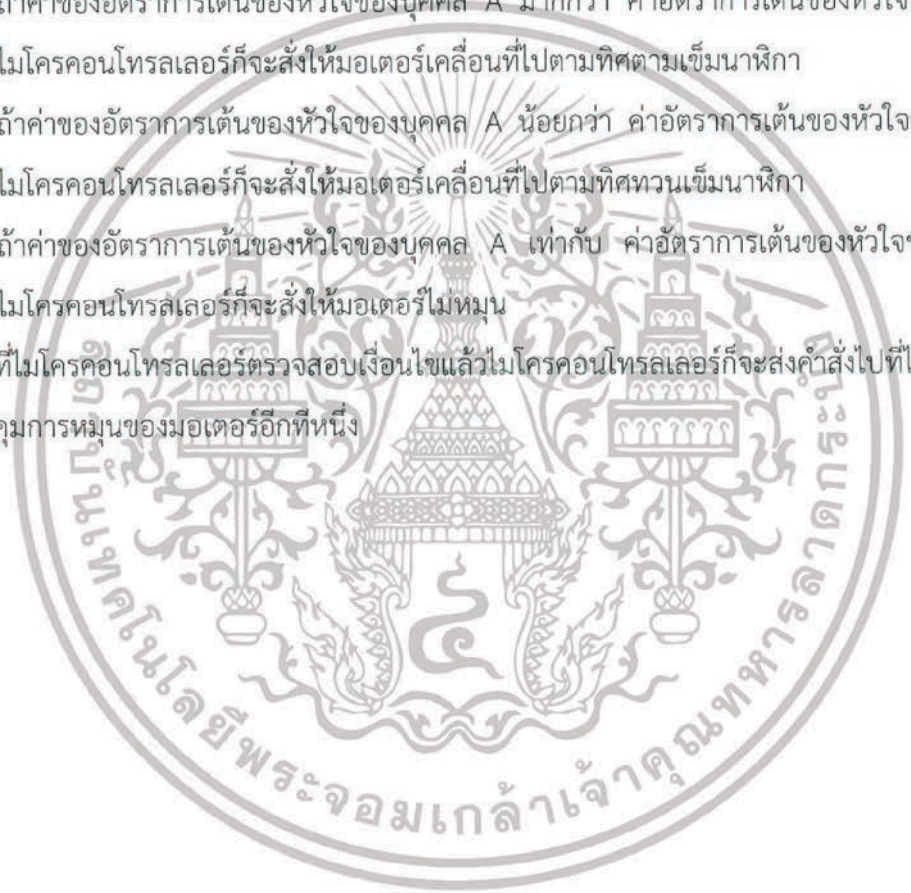 ถ้าค่าของอัตราการเต้นของหัวใจของบุคคล A มากกว่า ค่าอัตราการเต้นของหัวใจ
ไมโครคอนโทรลเลอร์ก็จะสั่งให้มอเตอร์เคลื่อนที่ไปตามทิศตามเข็มนาฬิกา
ถ้าค่าของอัตราการเต้นของหัวใจของบุคคล A น้อยกว่า ค่าอัตราการเต้นของหัวใจ
ไมโครคอนโทรลเลอร์ก็จะสั่งให้มอเตอร์เคลื่อนที่ไปตามทิศทวนเข็มนาฬิกา
ถ้าค่าของอัตราการเต้นของหัวใจของบุคคล A เท่ากับ ค่าอัตราการเต้นของหัวใจ
ไมโครคอนโทรลเลอร์ก็จะสั่งให้มอเตอร์ไม่หมุน
ที่ไมโครคอนโทรลเลอร์ตรวจสอบเงื่อนไขแล้วไมโครคอนโทรลเลอร์ก็จะส่งคำสั่งไปที่
คุมการหมุนของมอเตอร์อีกทีหนึ่ง
สถาบันเทคโนโลยีพระจอมเกล้าเจ้าคุณทหารลาดกระบัง
๔